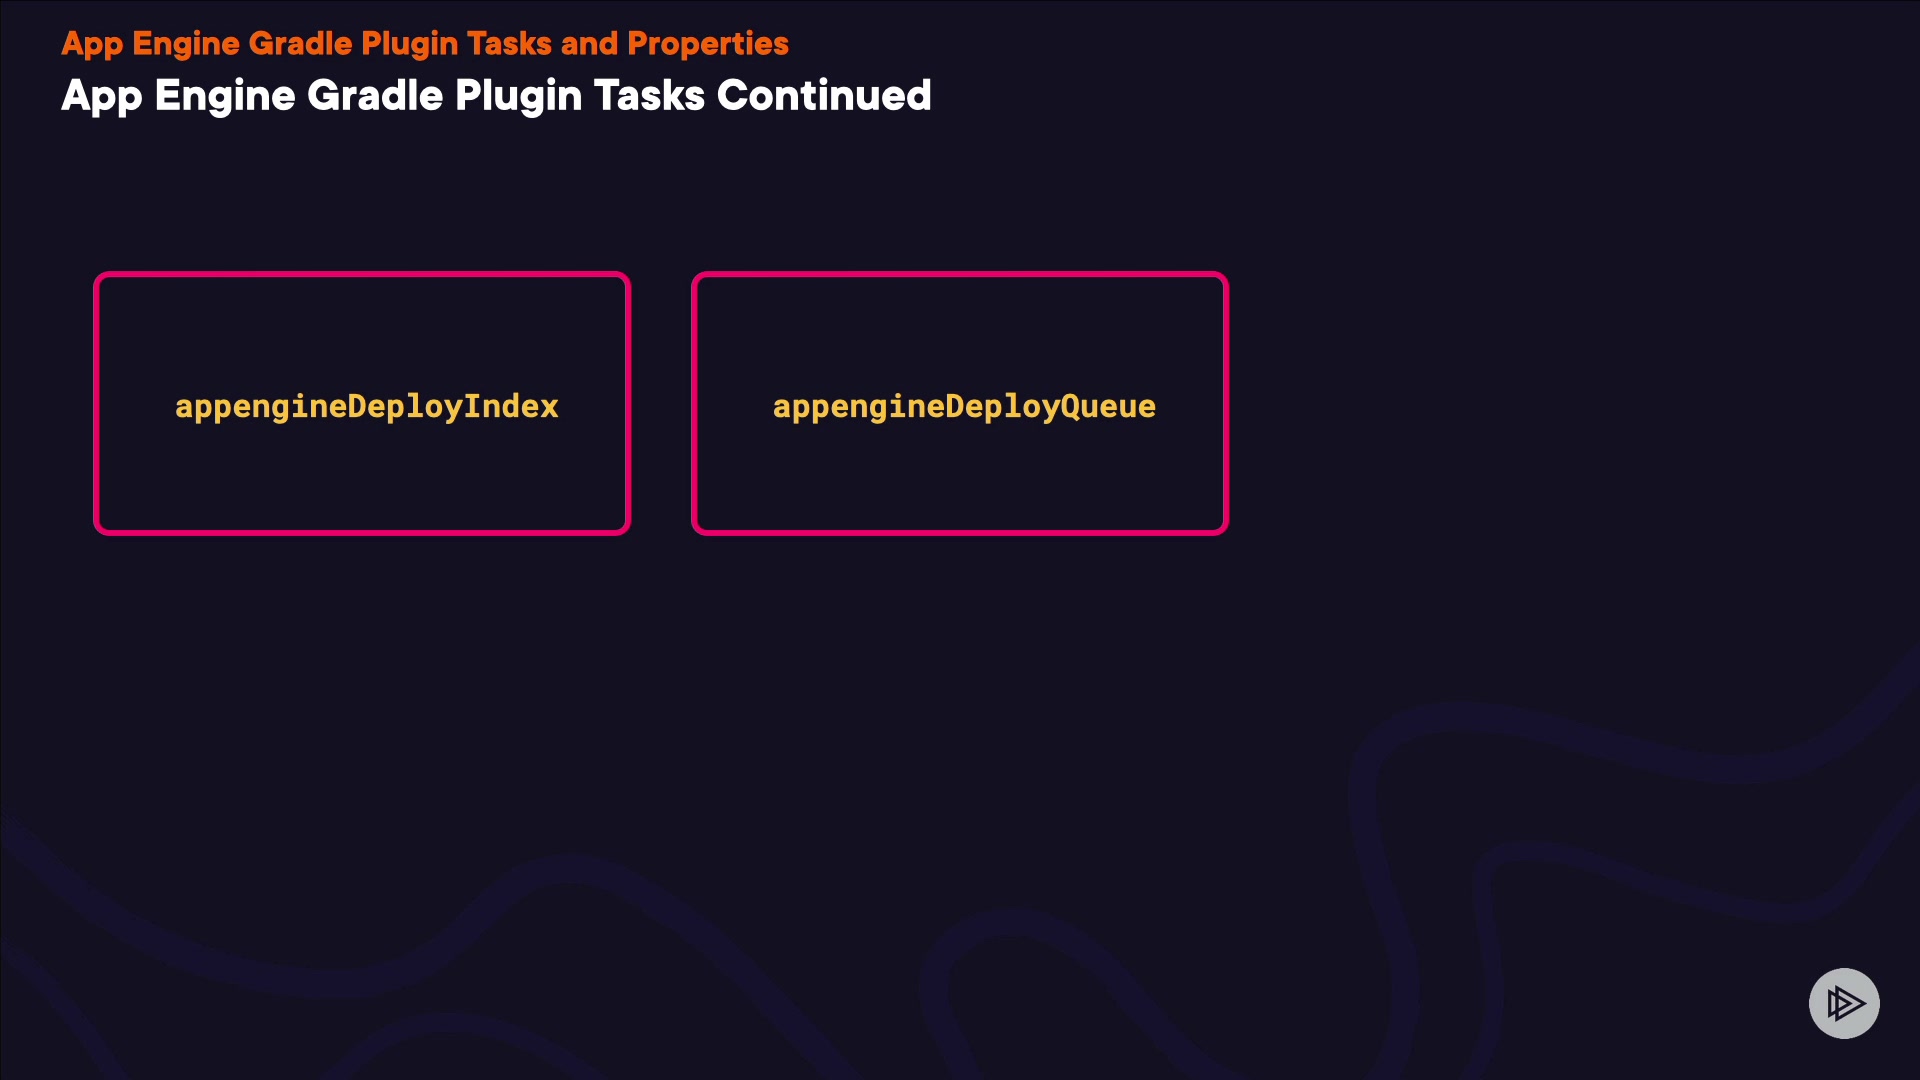 App Engine Gradle Plugin Tasks and Properties
App Engine Gradle Plugin Tasks Continued
appengineDeployIndex
appengineDeployQueue